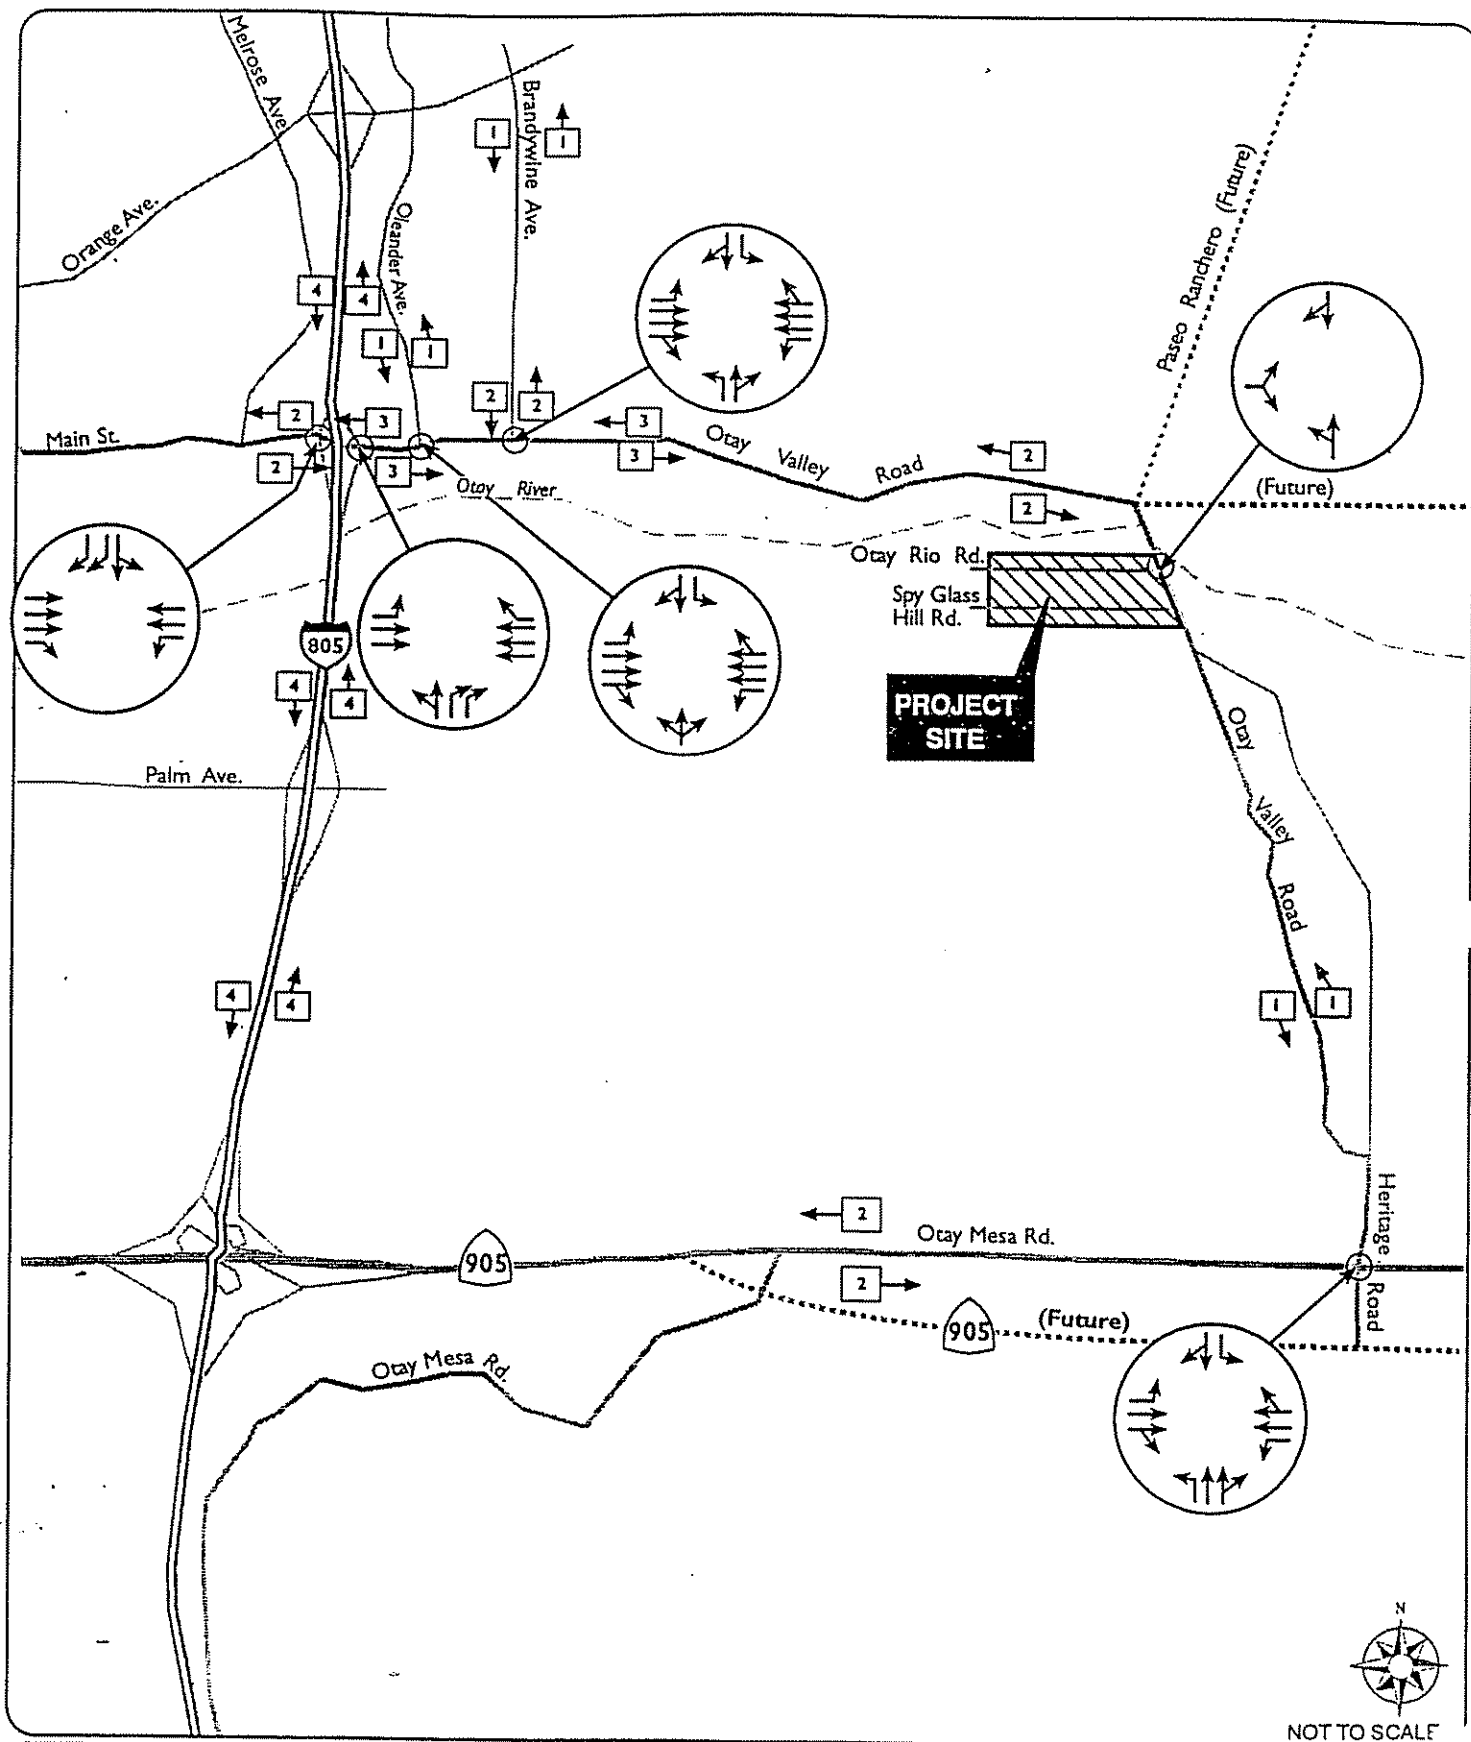 Melrose Ave.
Brandywine Ave.
1
1
Orange Ave.
Oleander Ave.
Paseo Ranchero (Future)
4
4
1
1
2
2
2
3
3
Main St.
Otay Valley Road
2
2
3
3
Otay River
2
(Future)
Otay Rio Rd.
Spy Glass
Hill Rd.
805
4
4
PROJECT
SITE
Otay Valley Road
Palm Ave.
4
4
1
1
Heritage Road
2
Otay Mesa Rd.
905
2
905
(Future)
Otay Mesa Rd.
N
NOT TO SCALE